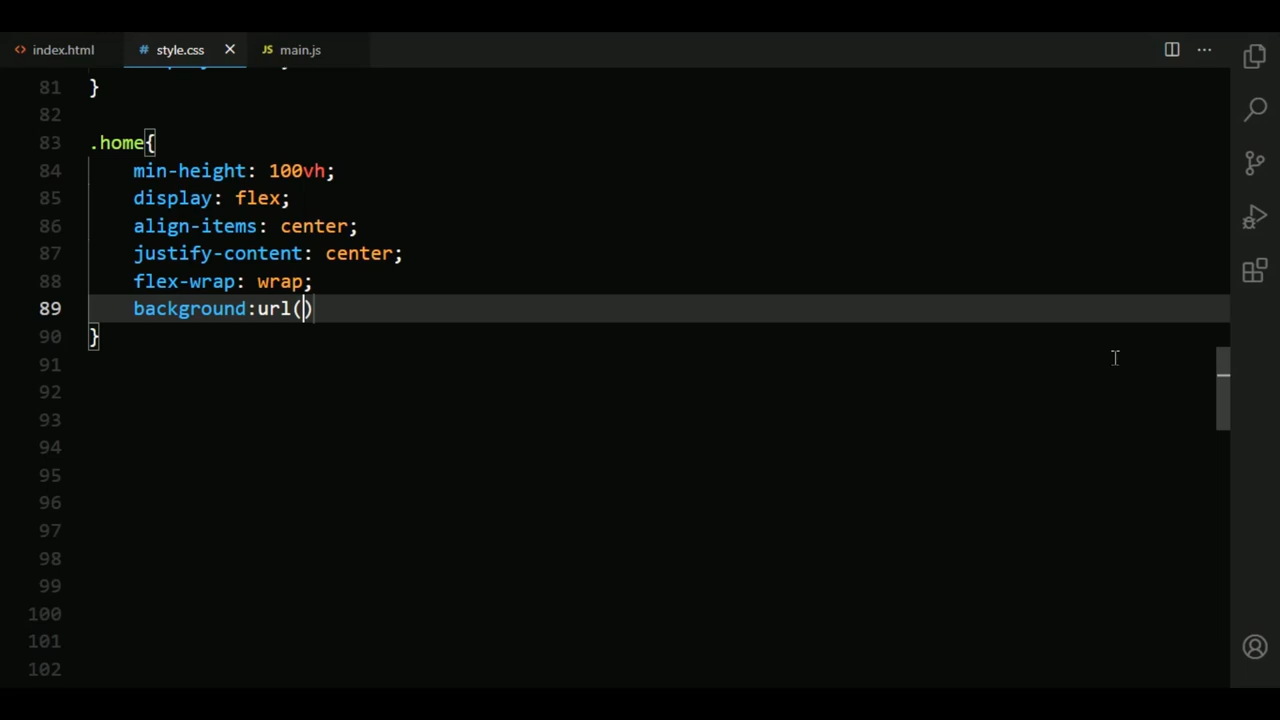 index.html
# style.css
JS main.js
81 }
82
83 .home{
84 min-height: 100vh;
85 display: flex;
86 align-items: center;
87 justify-content: center;
88 flex-wrap: wrap;
89 background:url()
90 }
91
92
93
94
95
96
97
98
99
100
101
102